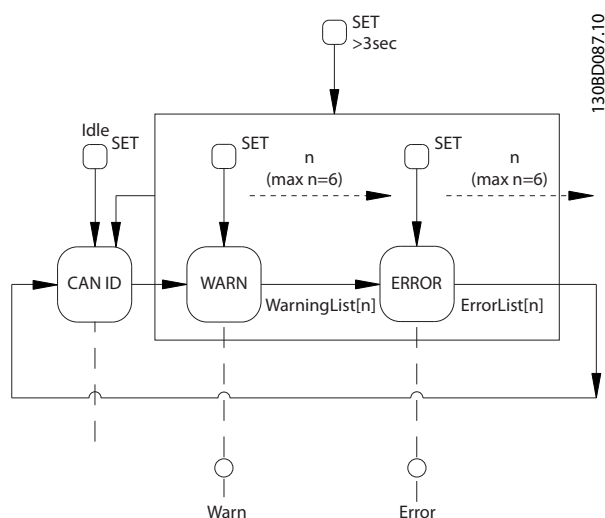 SET
>3sec
130BD087.10
Idle
SET
SET
n
(max n=6)
SET
n
(max n=6)
CAN ID
WARN
WarningList[n]
ERROR
ErrorList[n]
Warn
Error